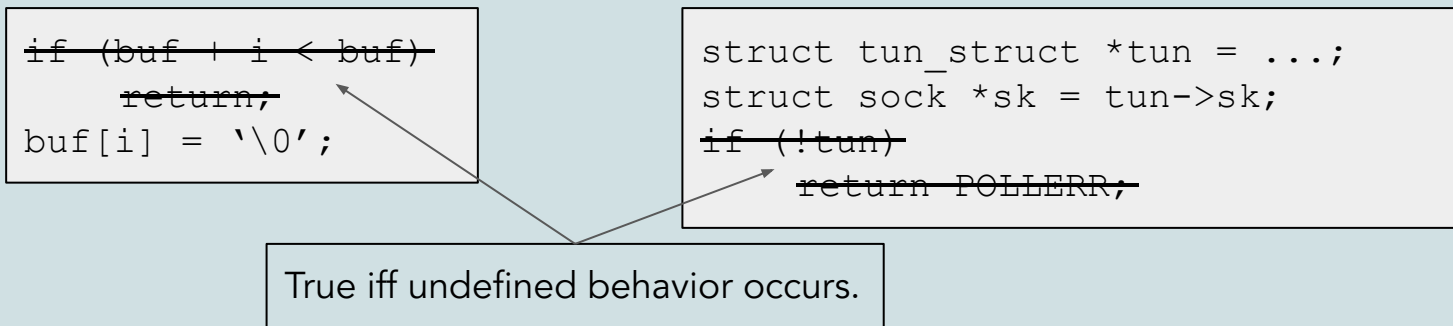 if (buf + i < buf)
return;
buf[i] = ‘\0’;
struct tun_struct *tun = ...;
struct sock *sk = tun->sk;
if (!tun)
return POLLERR;
True iff undefined behavior occurs.